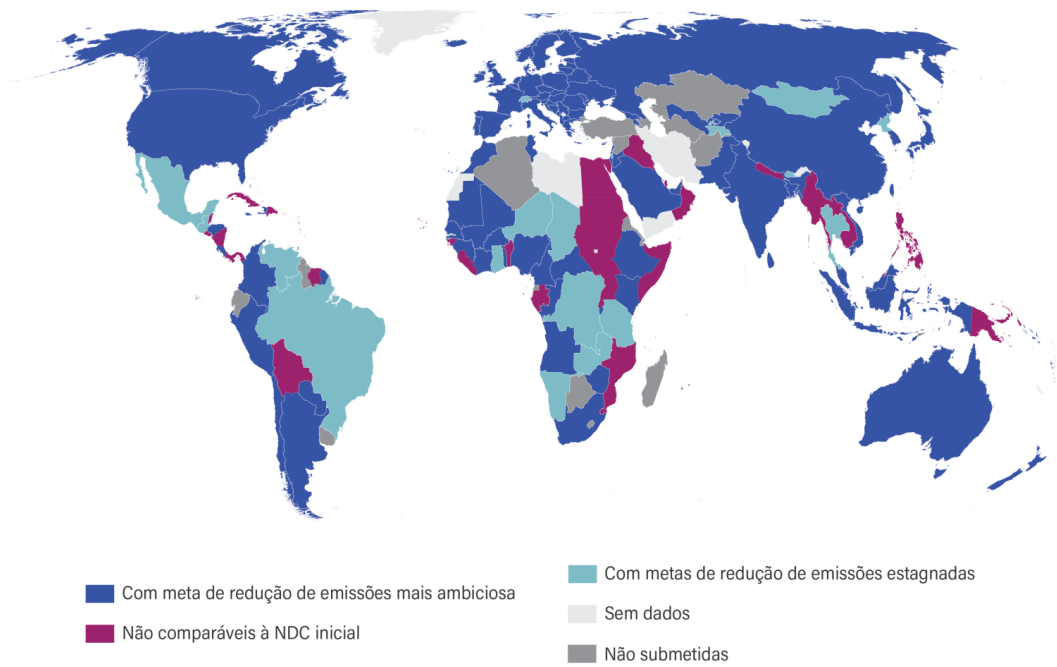 Com meta de redução de emissões mais ambiciosa
Não comparáveis à NDC inicial
Com metas de redução de emissões estagnadas
Sem dados
Não submetidas